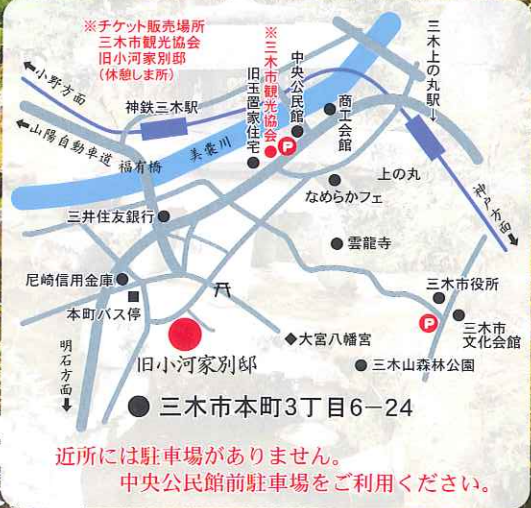 ※チケット販売場所
三木市観光協会
旧小河家別邸
(休憩しま所)
※三木市観光協会
中央公民館
旧玉置家住宅
商工会館
三木上の丸駅→
←小野方面
神鉄三木駅
←山陽自動車道
福有橋
美嚢川
P
上の丸
なめらかフェ
神戸方面→
三井住友銀行
雲龍寺
尼崎信用金庫
本町バス停
三木市役所
P
三木市
文化会館
明石方面→
大宮八幡宮
旧小河家別邸
三木山森林公園
三木市本町3丁目6−24
近所には駐車場がありません。
中央公民館前駐車場をご利用ください。